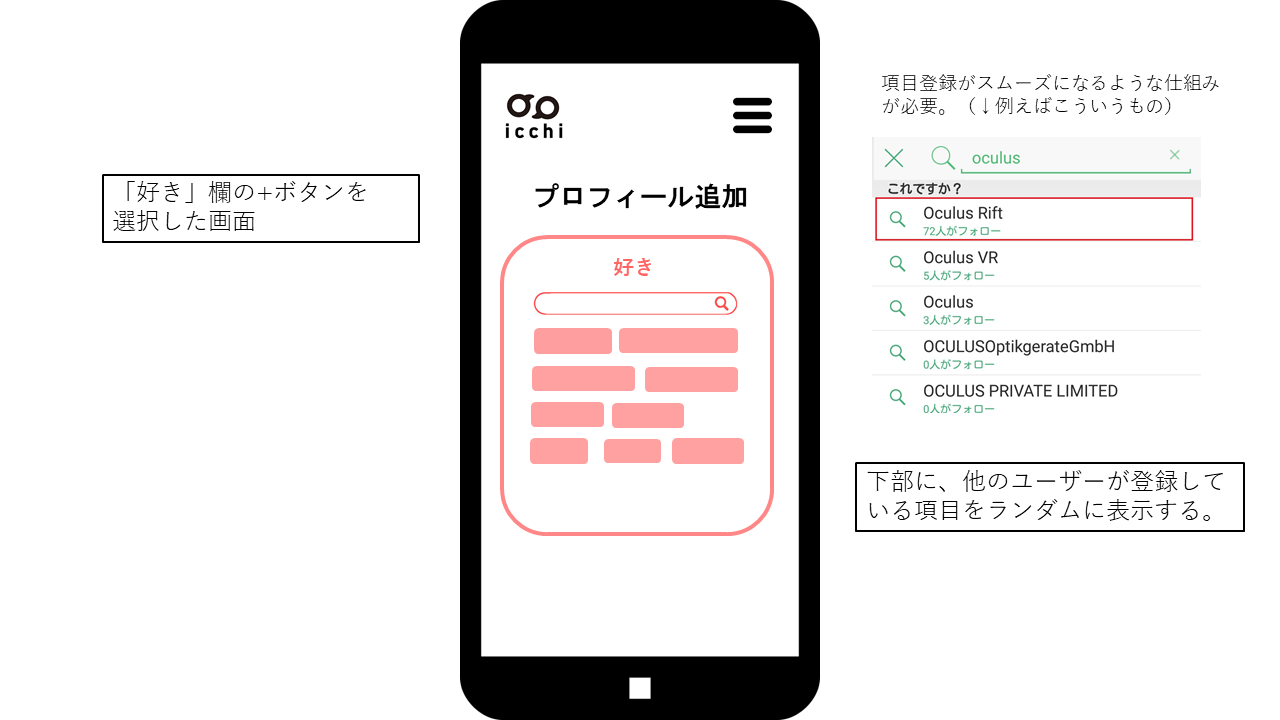 「好き」欄の+ボタンを
選択した画面
icchi
プロフィール追加
好き
項目登録がスムーズになるような仕組み
が必要。（↓例えばこういうもの）
oculus
これですか？
Oculus Rift
72人がフォロー
Oculus VR
5人がフォロー
Oculus
3人がフォロー
OCULUSOptikgerateGmbH
0人がフォロー
OCULUS PRIVATE LIMITED
0人がフォロー
下部に、他のユーザーが登録して
いる項目をランダムに表示する。